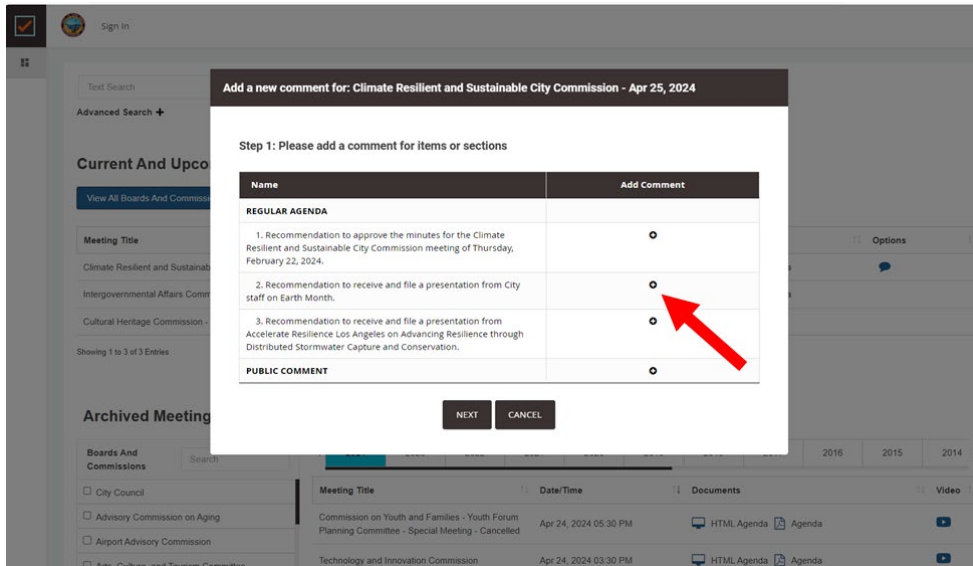 Sign In
Text Search
Advanced Search +
Add a new comment for: Climate Resilient and Sustainable City Commission - Apr 25, 2024
Step 1: Please add a comment for items or sections
Name
Add Comment
REGULAR AGENDA
1. Recommendation to approve the minutes for the Climate
Resilient and Sustainable City Commission meeting of Thursday,
February 22, 2024.
2. Recommendation to receive and file a presentation from City
staff on Earth Month.
3. Recommendation to receive and file a presentation from
Accelerate Resilience Los Angeles on Advancing Resilience through
Distributed Stormwater Capture and Conservation.
PUBLIC COMMENT
NEXT
CANCEL
Current And Upco
View All Boards And Commissi
Meeting Title
Options
Climate Resilient and Sustainab
Intergovernmental Affairs Comm
Cultural Heritage Commission -
Showing 1 to 3 of 3 Entries
Archived Meeting
Boards And
Commissions
Search
2016
2015
2014
City Council
Advisory Commission on Aging
Airport Advisory Commission
Arts, Culture, and Tourism Committee
Meeting Title
Date/Time
Documents
Video
Commission on Youth and Families - Youth Forum
Planning Committee - Special Meeting - Cancelled
Apr 24, 2024 05:30 PM
HTML Agenda
Agenda
Technology and Innovation Commission
Apr 24, 2024 03:30 PM
HTML Agenda
Agenda